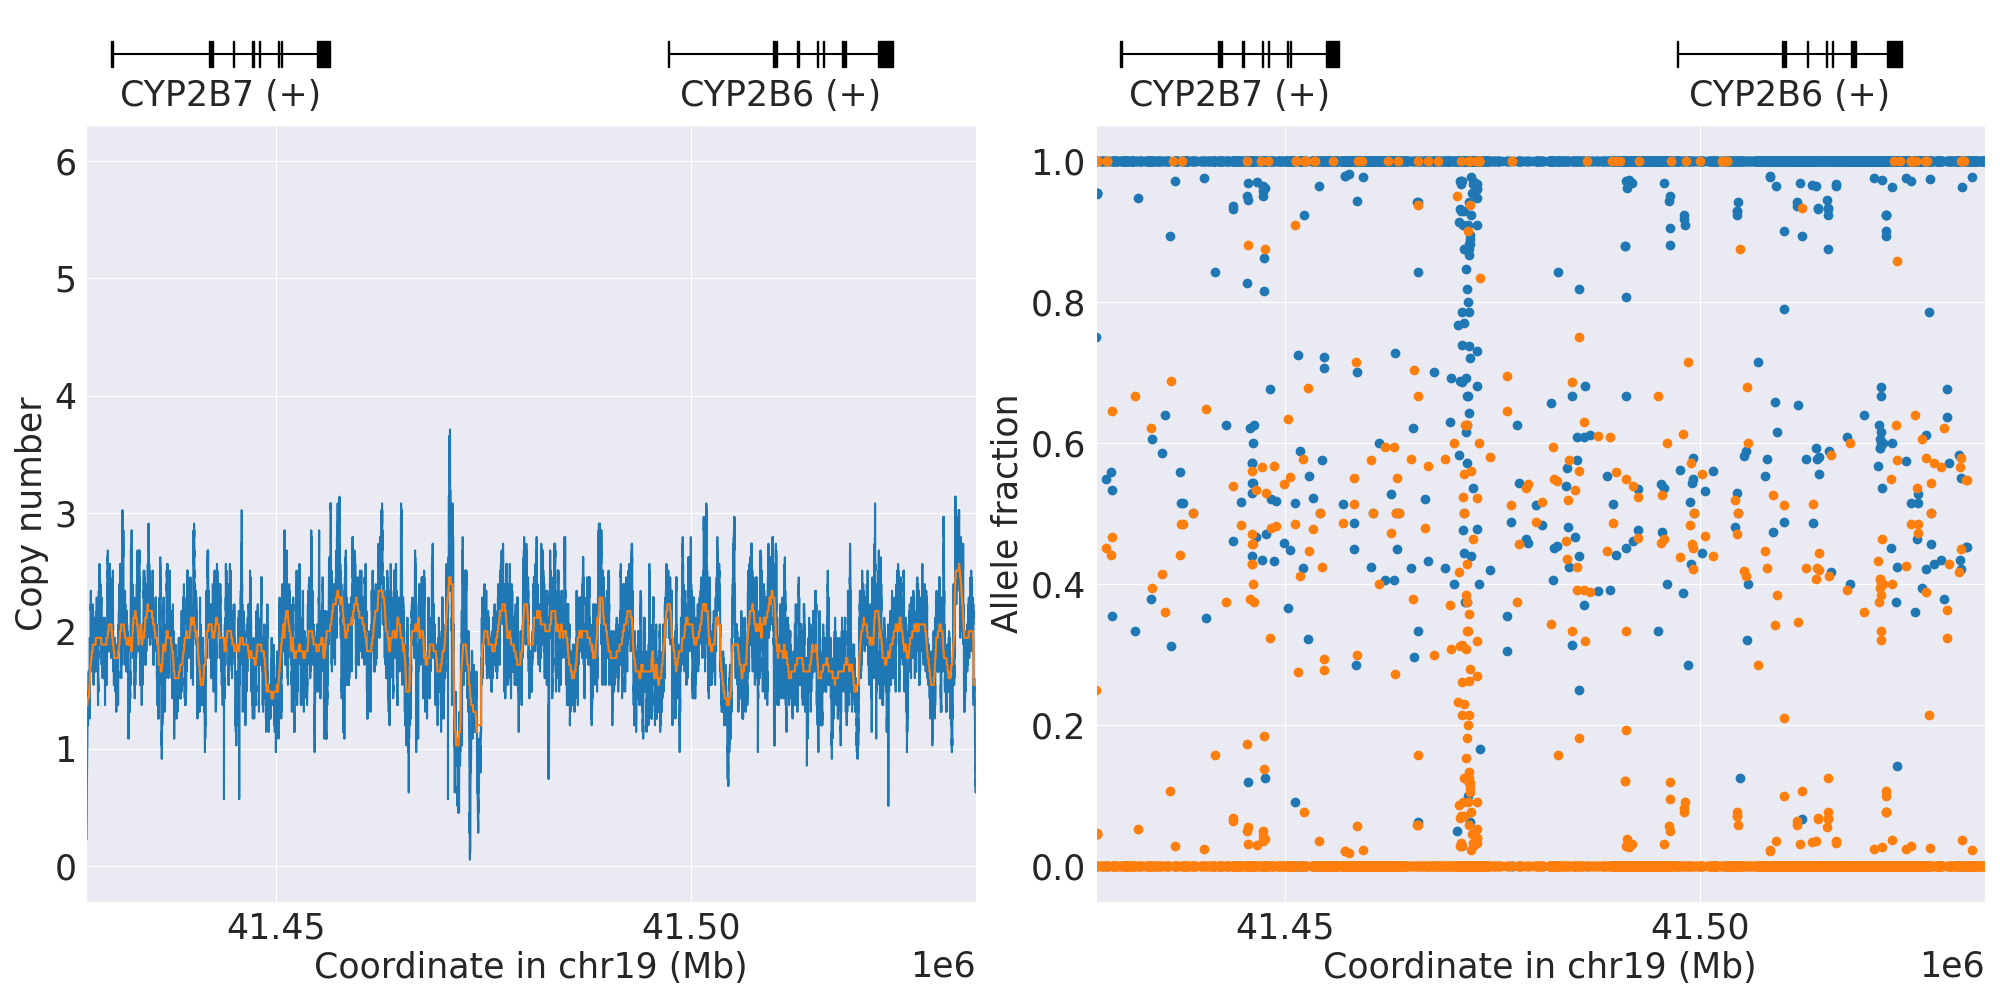 CYP2B7 (+) CYP2B6 (+)
CYP2B7 (+) CYP2B6 (+)
6
5
4
3
2
1
0
Copy number
41.45 41.50
Coordinate in chr19 (Mb) 1e6
1.0
0.8
0.6
0.4
0.2
0.0
Allele fraction
41.45 41.50
Coordinate in chr19 (Mb) 1e6